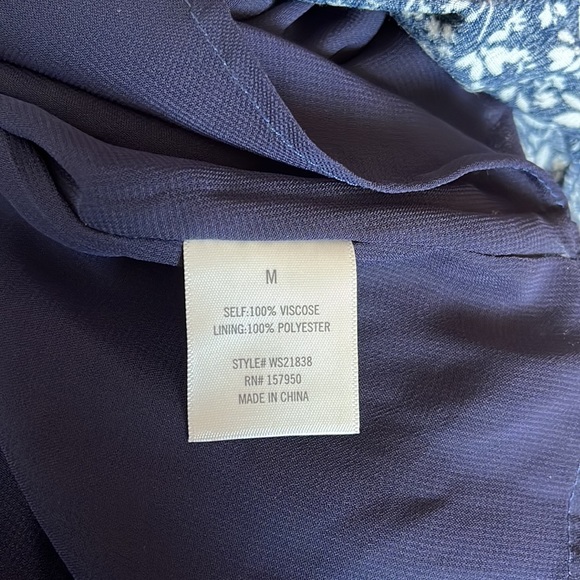 M
SELF:100% VISCOSE
LINING:100% POLYESTER
STYLE# WS21838
RN# 157950
MADE IN CHINA